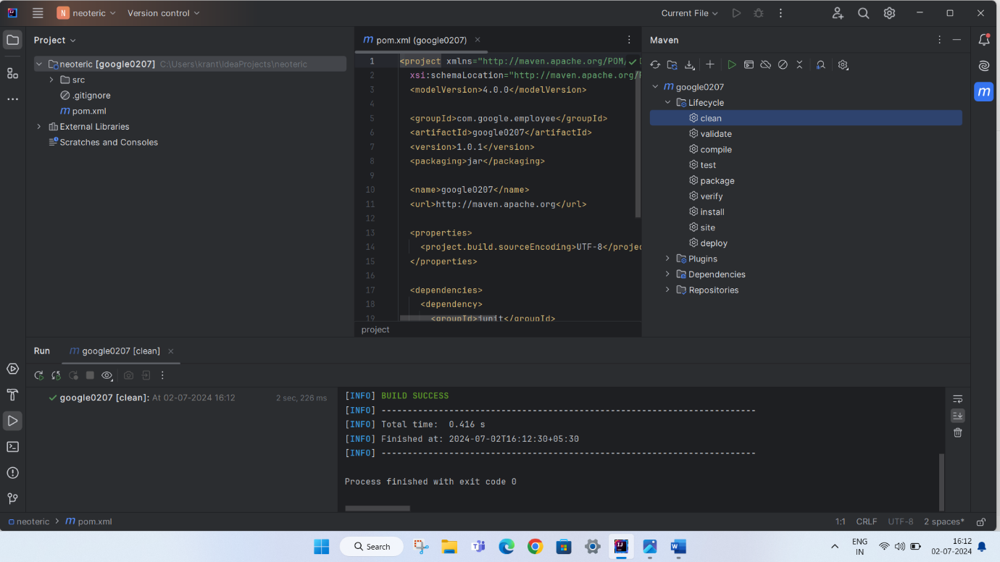 N neoteric Version control Current File
Project
neoteric [google0207] C:\Users\krant\IdeaProjects\neoteric
src
.gitignore
m pom.xml
External Libraries
Scratches and Consoles
m pom.xml (google0207)
1 <project xmlns="http://maven.apache.org/POM/
2 xsi:schemaLocation="http://maven.apache.org/
3 <modelVersion>4.0.0</modelVersion>
4
5 <groupId>com.google.employee</groupId>
6 <artifactId>google0207</artifactId>
7 <version>1.0.1</version>
8 <packaging>jar</packaging>
9
10 <name>google0207</name>
11 <url>http://maven.apache.org</url>
12
13 <properties>
14 <project.build.sourceEncoding>UTF-8</projec
15 </properties>
16
17 <dependencies>
18 <dependency>
19 <groupId>junit</groupId>
project
Maven
m google0207
Lifecycle
clean
validate
compile
test
package
verify
install
site
deploy
Plugins
Dependencies
Repositories
m
Run m google0207 [clean]
google0207 [clean]: At 02-07-2024 16:12 2 sec, 226 ms
[INFO] BUILD SUCCESS
[INFO] ------------------------------------------------------------------------
[INFO] Total time:  0.416 s
[INFO] Finished at: 2024-07-02T16:12:30+05:30
[INFO] ------------------------------------------------------------------------
Process finished with exit code 0
neoteric > m pom.xml 1:1 CRLF UTF-8 2 spaces*
Search
ENG
IN
16:12
02-07-2024